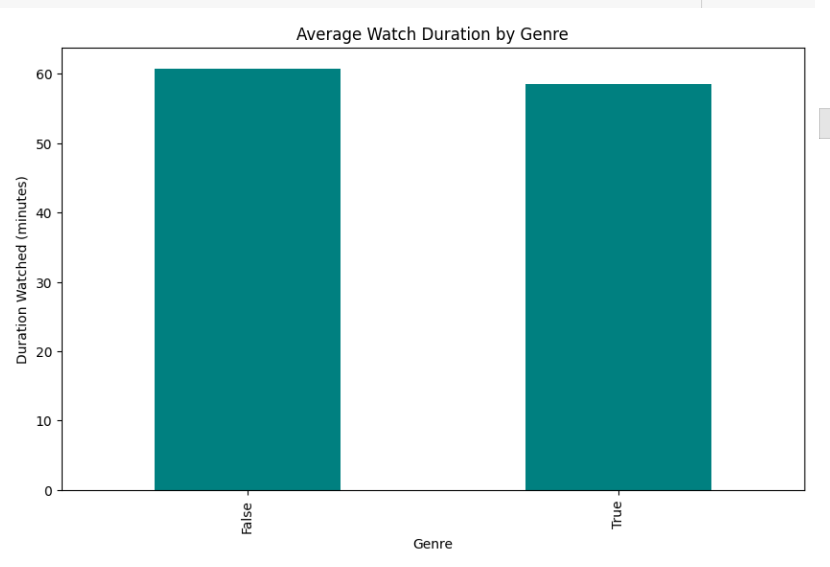 Average Watch Duration by Genre
Duration Watched (minutes)
60
50
40
30
20
10
0
False
True
Genre